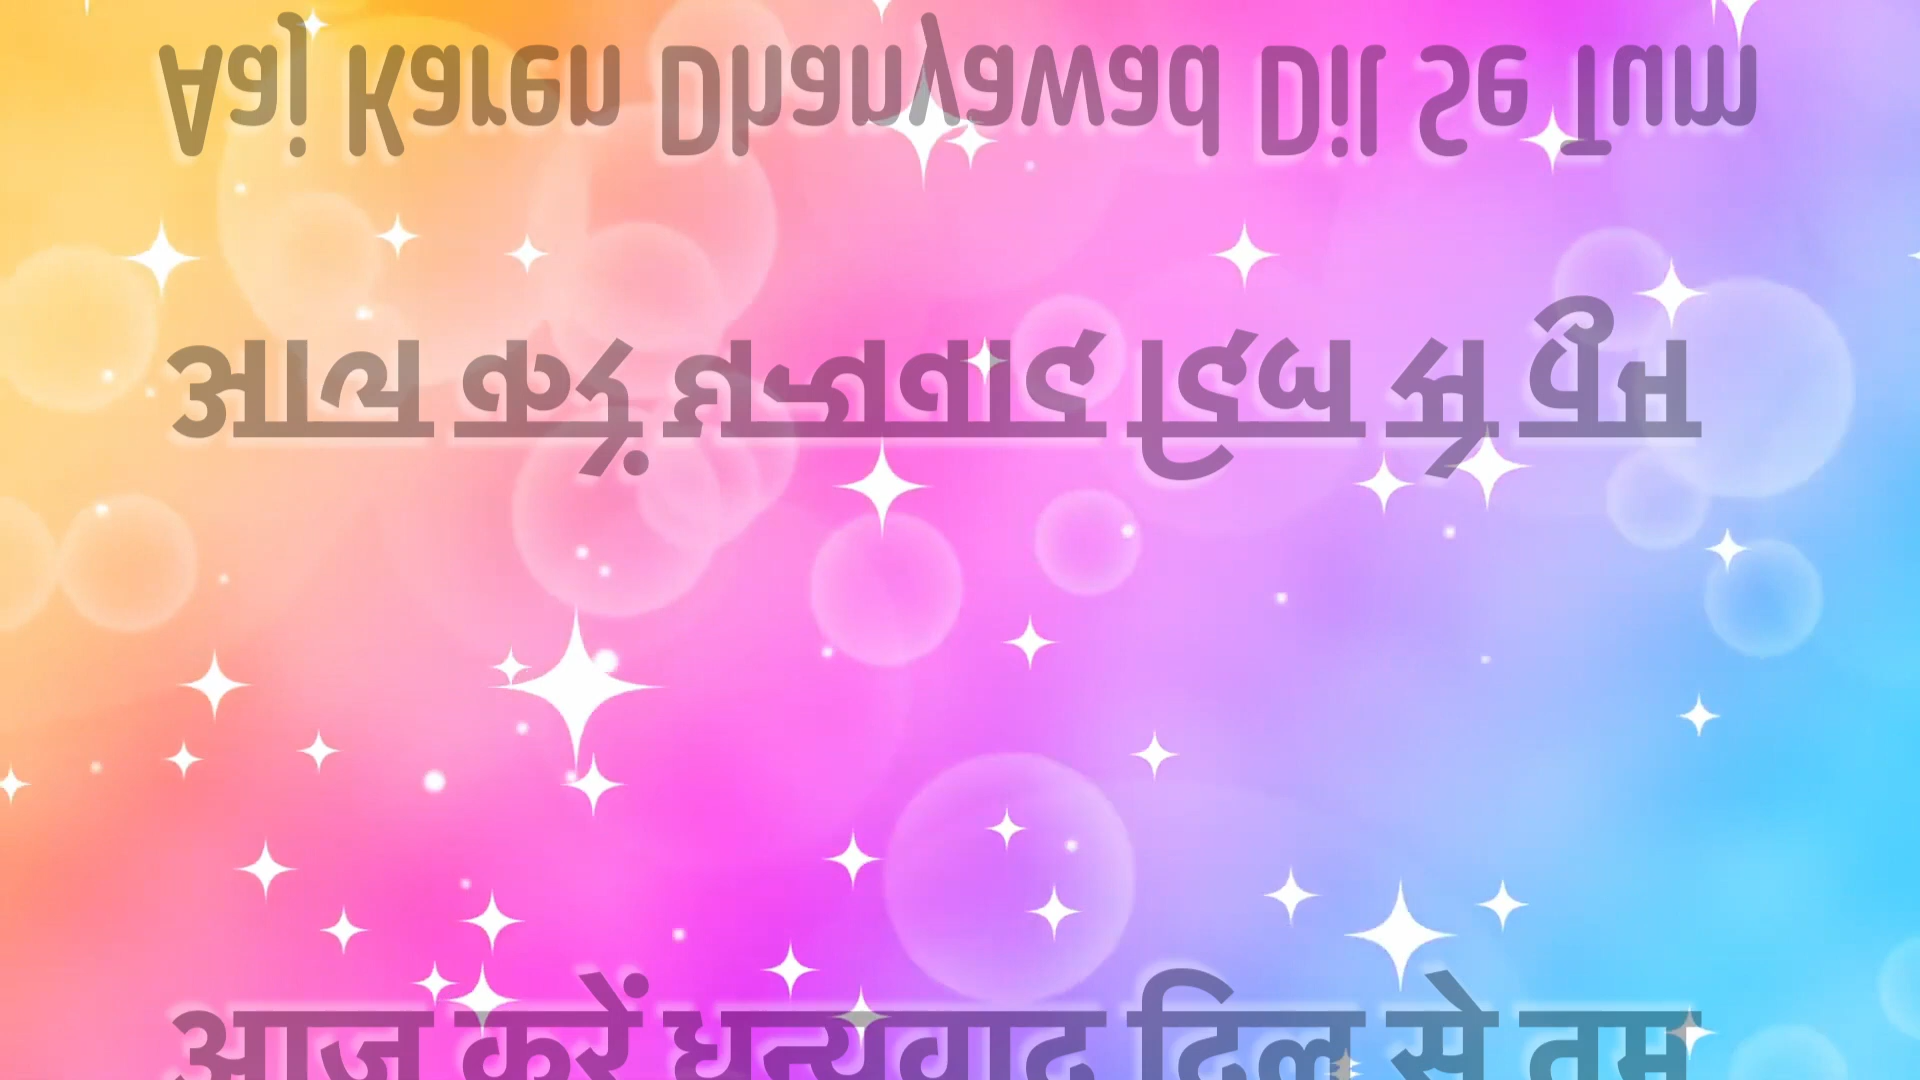 Aaj Karen Dhanyawad Dil Se Tum
आज करें धन्यवाद दिल से तुम
आज करें धन्यवाद दिल से तुम